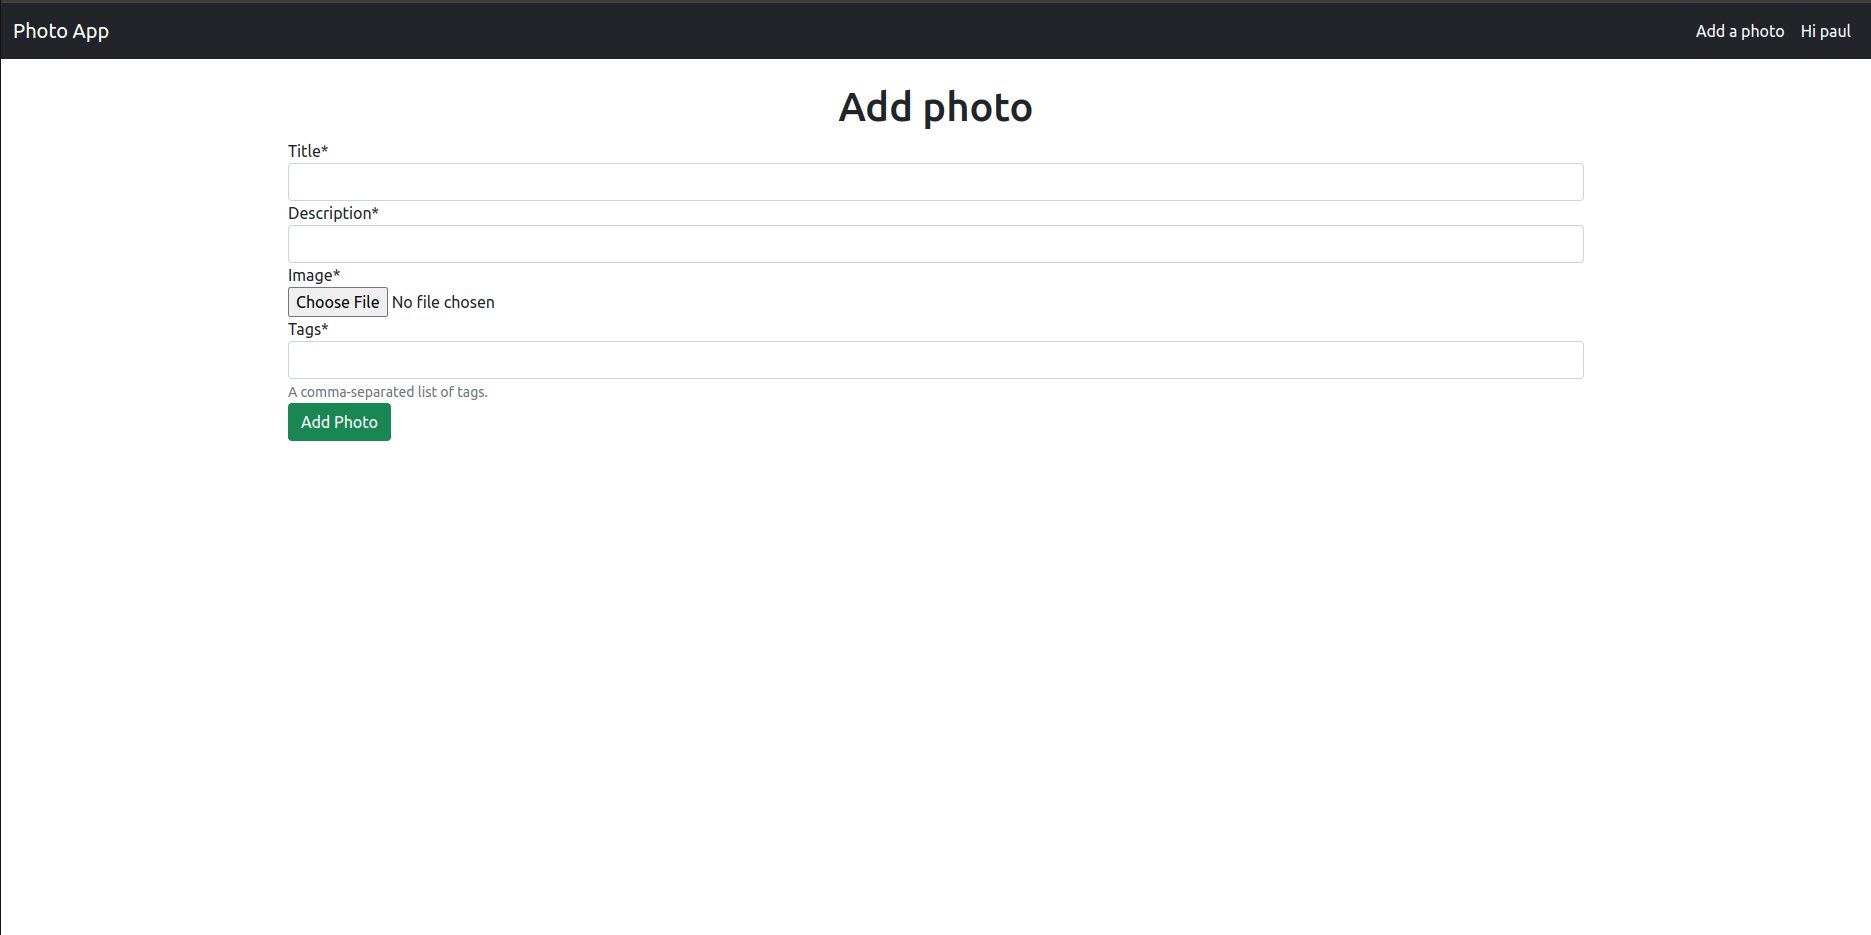 Photo App Add a photo Hi paul
Add photo
Title*
Description*
Image*
Choose File No file chosen
Tags*
A comma-separated list of tags.
Add Photo